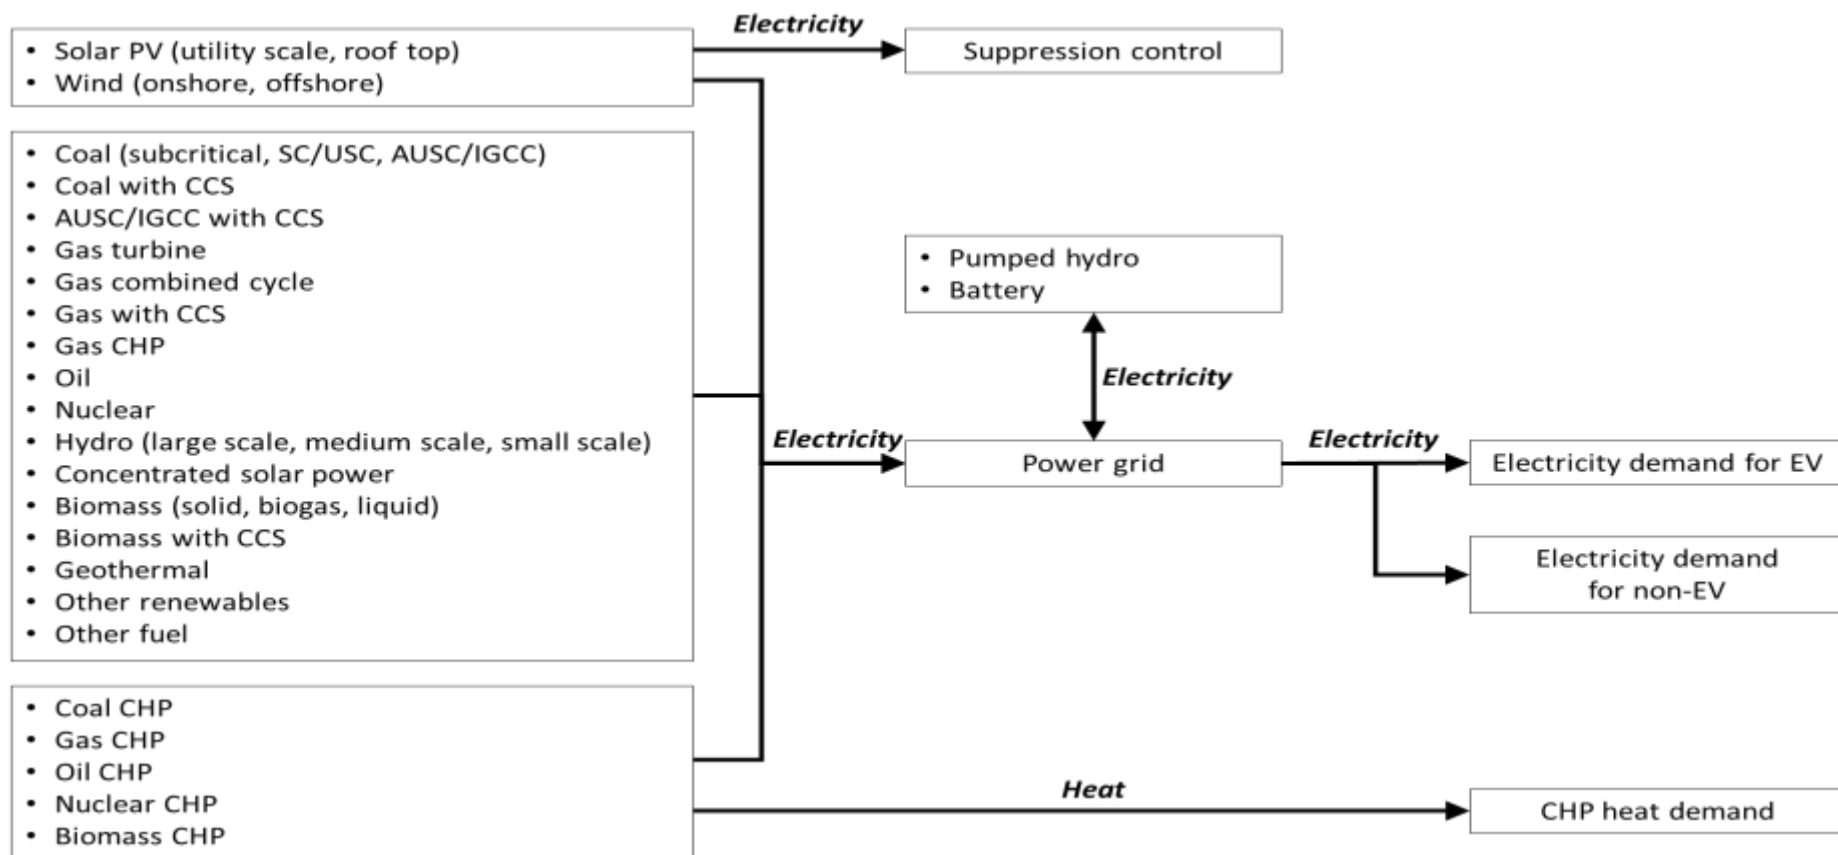 Electricity
• Solar PV (utility scale, roof top)
• Wind (onshore, offshore)
Suppression control
• Coal (subcritical, SC/USC, AUSC/IGCC)
• Coal with CCS
• AUSC/IGCC with CCS
• Gas turbine
• Gas combined cycle
• Gas with CCS
• Gas CHP
• Oil
• Nuclear
• Hydro (large scale, medium scale, small scale)
• Concentrated solar power
• Biomass (solid, biogas, liquid)
• Biomass with CCS
• Geothermal
• Other renewables
• Other fuel
• Pumped hydro
• Battery
Electricity
Electricity
Power grid
Electricity
Electricity demand for EV
Electricity demand
for non-EV
• Coal CHP
• Gas CHP
• Oil CHP
• Nuclear CHP
• Biomass CHP
Heat
CHP heat demand